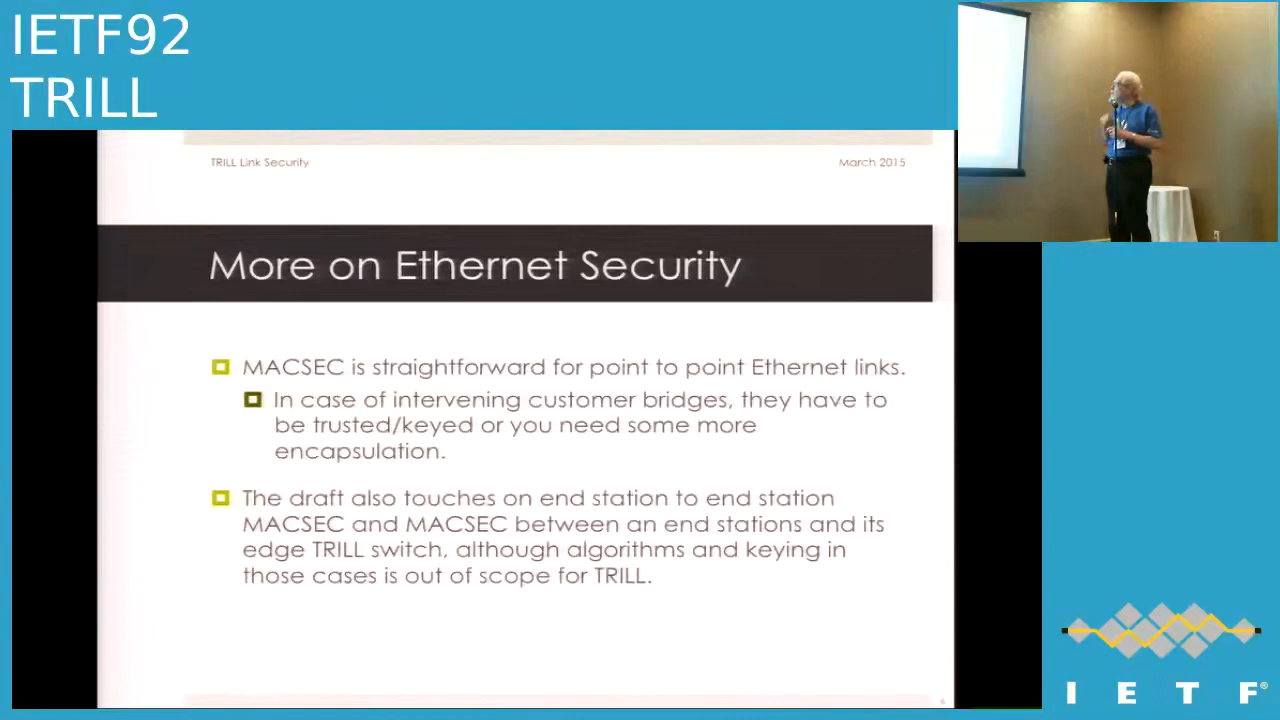 IETF92
TRILL
TRILL Link Security
March 2015
More on Ethernet Security
MACSEC is straightforward for point to point Ethernet links.
In case of intervening customer bridges, they have to
be trusted/keyed or you need some more
encapsulation.
The draft also touches on end station to end station
MACSEC and MACSEC between an end stations and its
edge TRILL switch, although algorithms and keying in
those cases is out of scope for TRILL.
6
I E T F®